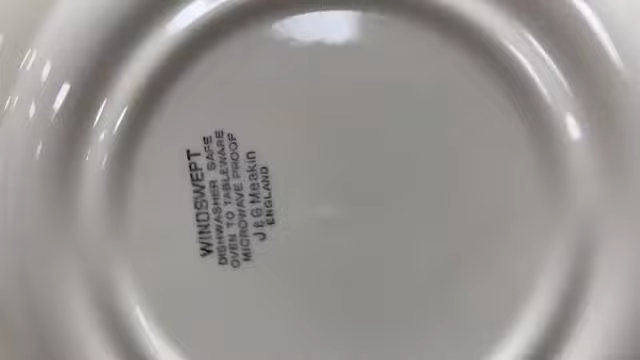 WINDSWEPT
DISHWASHER SAFE
OVEN TO TABLEWARE
MICROWAVE PROOF
J & G Meakin
ENGLAND